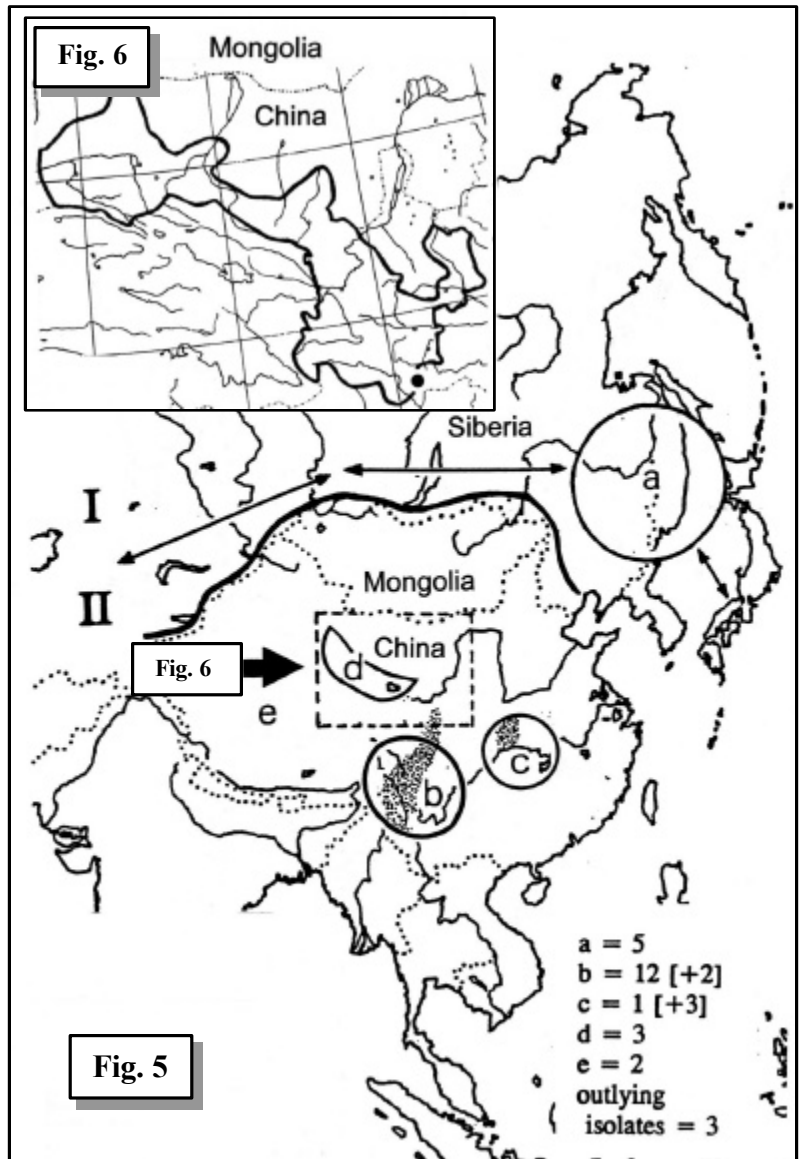 Fig. 6
Mongolia
China
Siberia
a
I
II
Mongolia
China
d
Fig. 6
e
c
b
a = 5
b = 12 [+2]
c = 1 [+3]
d = 3
e = 2
outlying
isolates = 3
Fig. 5